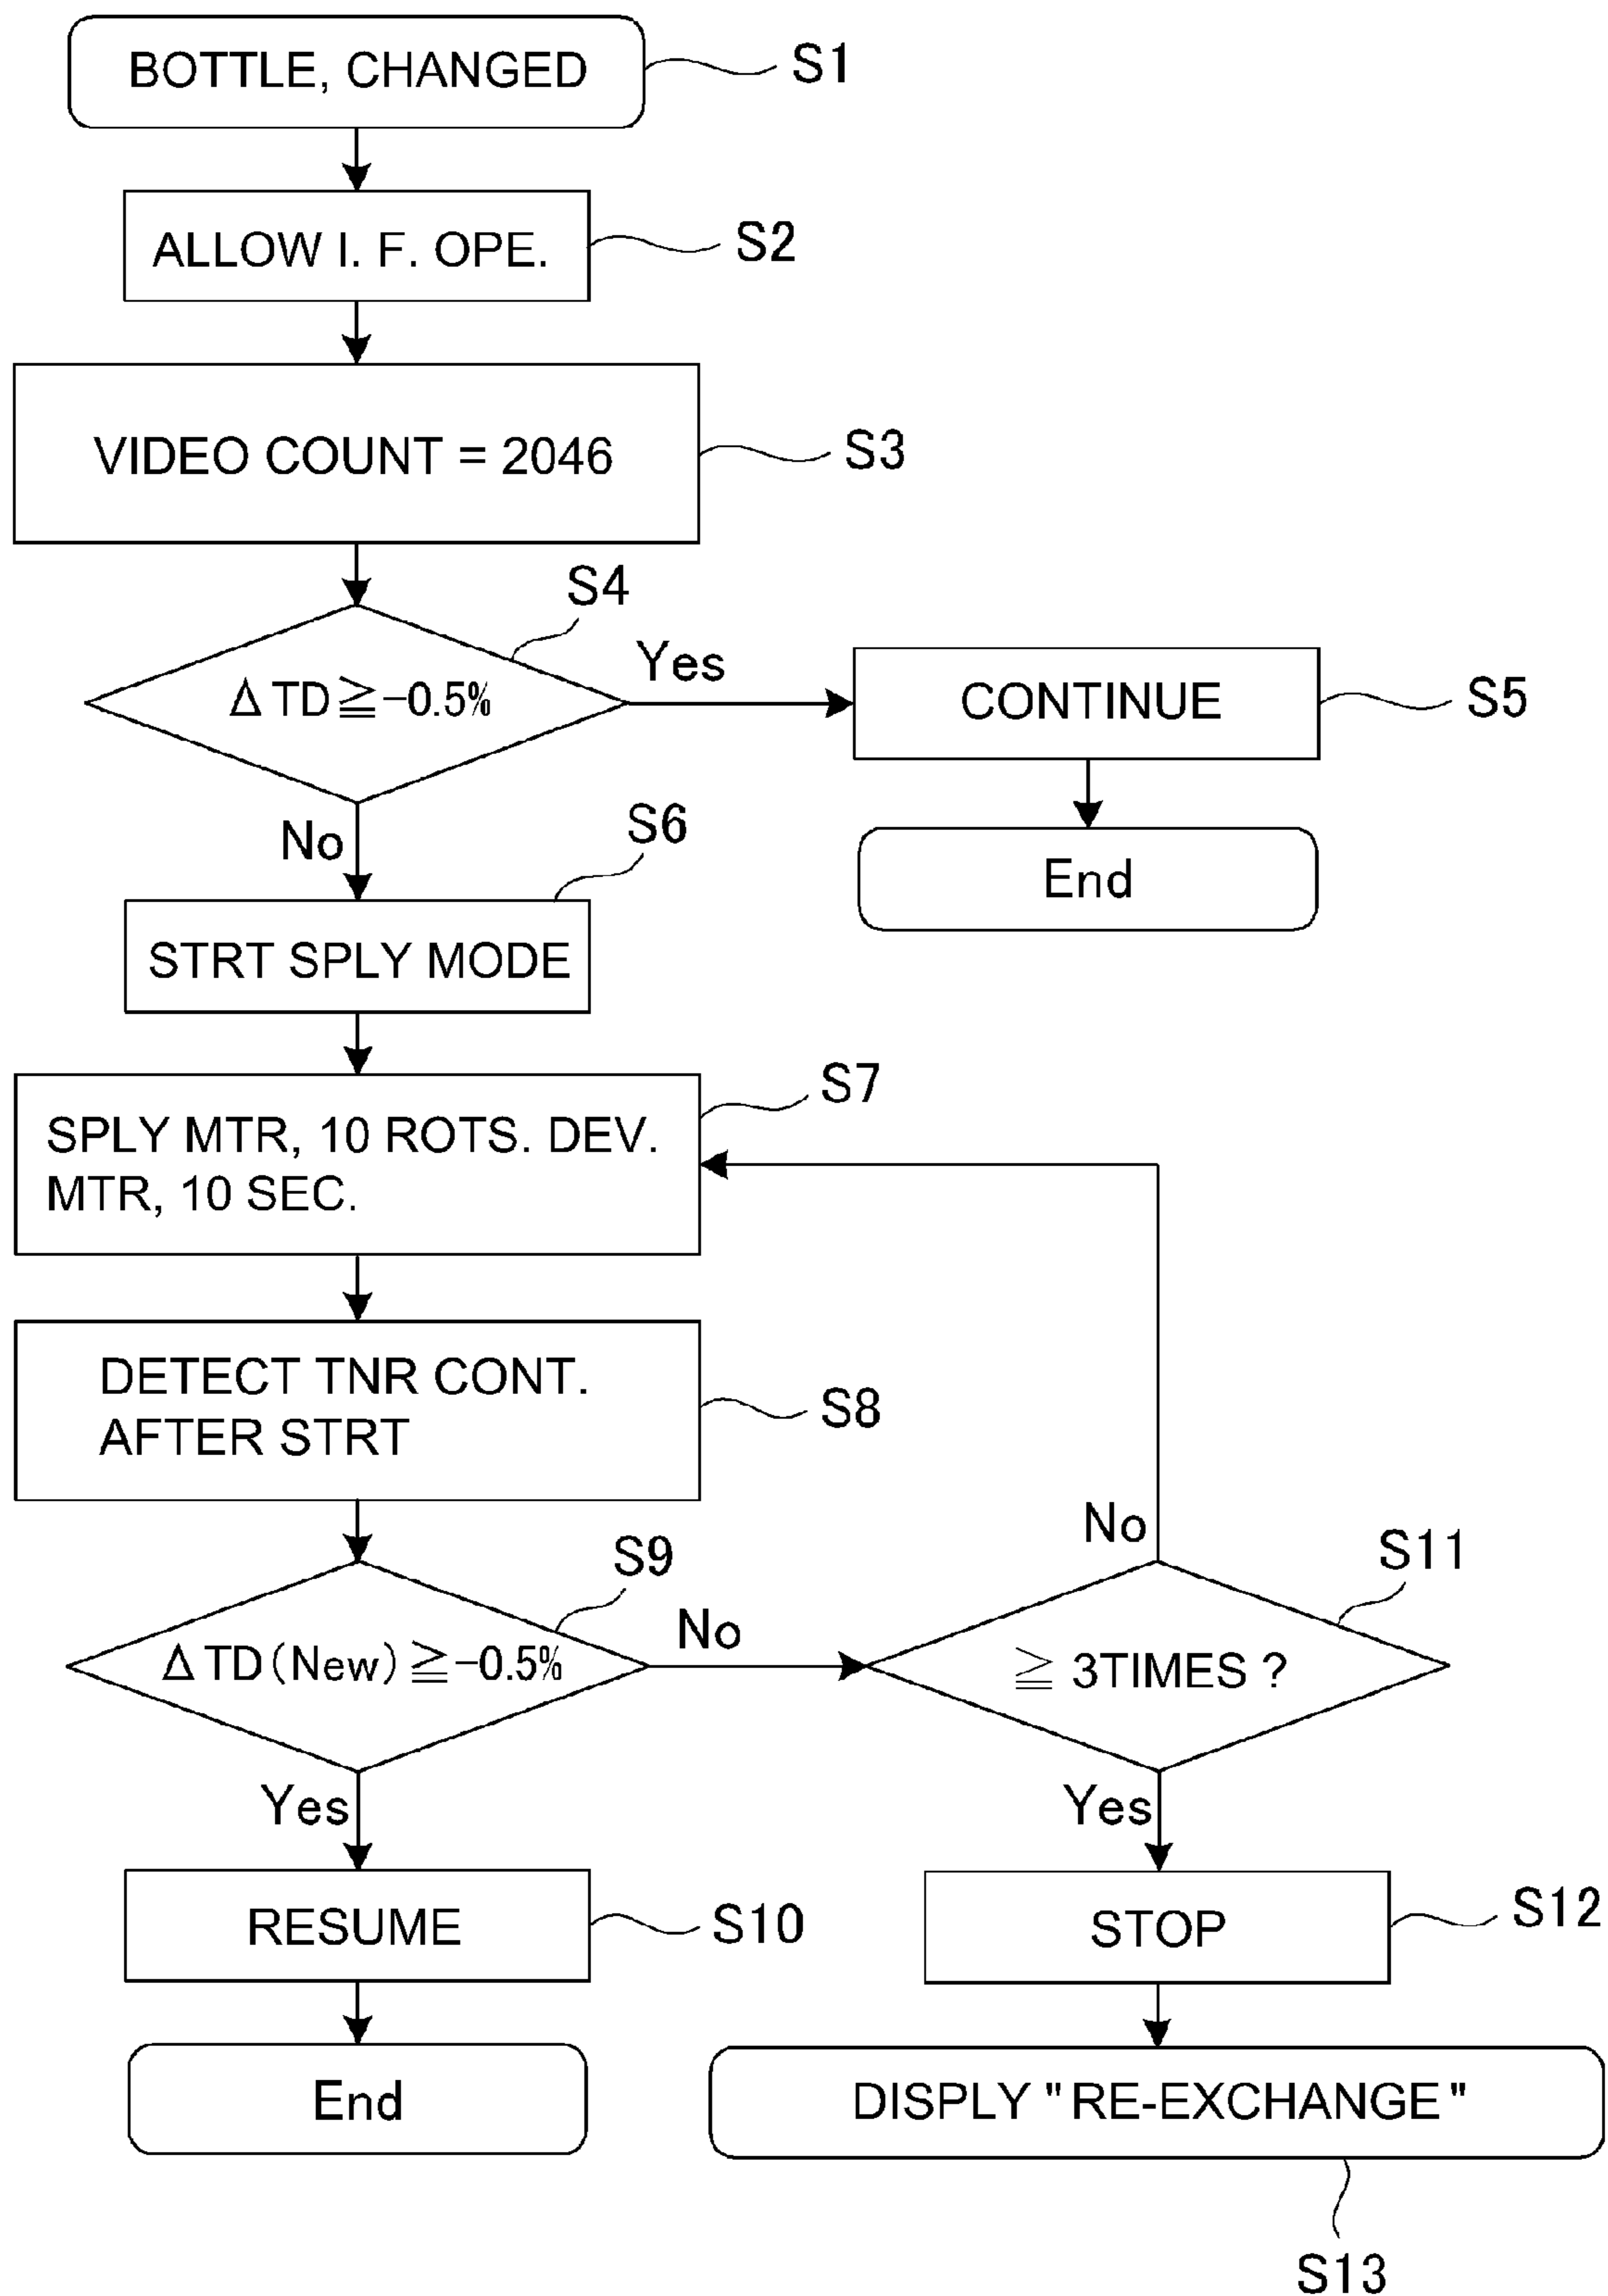 BOTTLE, CHANGED
S1
ALLOW I. F. OPE.
S2
VIDEO COUNT = 2046
S3
S4
Δ TD ≧ −0.5%
Yes
CONTINUE
S5
End
No
S6
STRT SPLY MODE
S7
SPLY MTR, 10 ROTS. DEV.
MTR, 10 SEC.
DETECT TNR CONT.
AFTER STRT
S8
S9
Δ TD (New) ≧ −0.5%
No
No
S11
≧ 3TIMES ?
Yes
RESUME
S10
End
Yes
STOP
S12
DISPLY "RE-EXCHANGE"
S13